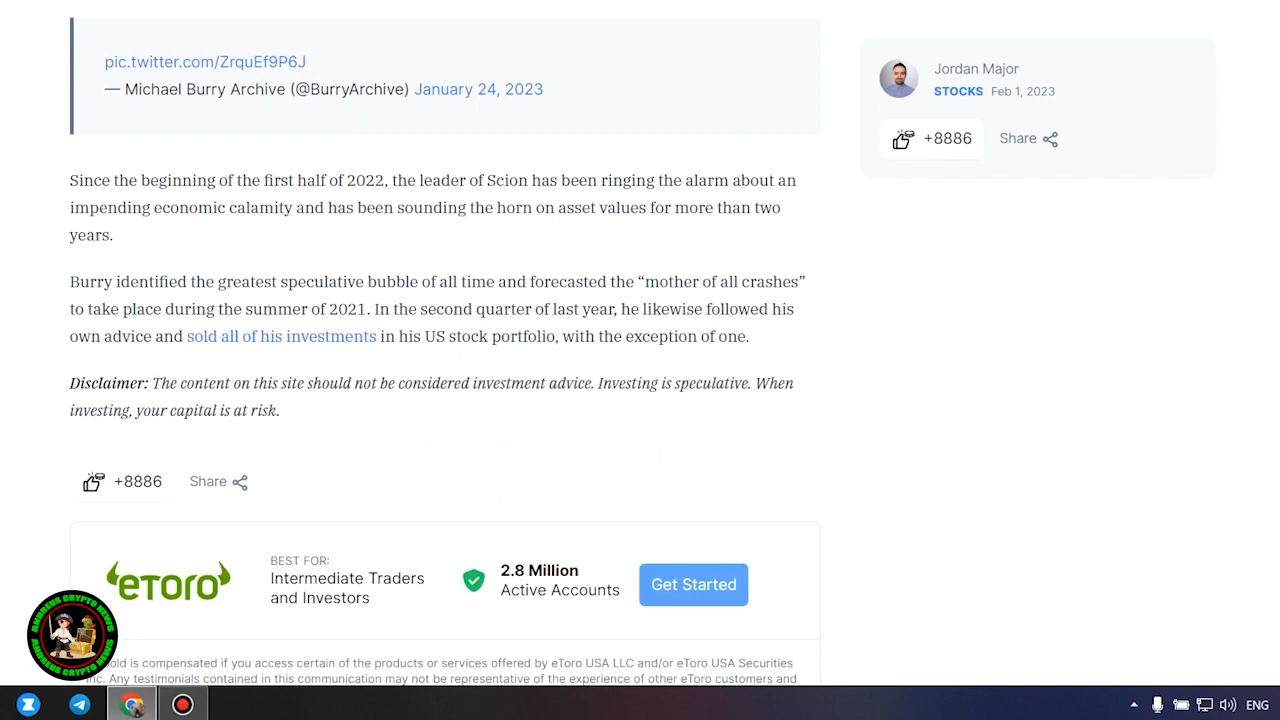 pic.twitter.com/ZrquEf9P6J
— Michael Burry Archive (@BurryArchive) January 24, 2023
Jordan Major
STOCKS Feb 1, 2023
+8886 Share
Since the beginning of the first half of 2022, the leader of Scion has been ringing the alarm about an
impending economic calamity and has been sounding the horn on asset values for more than two
years.
Burry identified the greatest speculative bubble of all time and forecasted the “mother of all crashes”
to take place during the summer of 2021. In the second quarter of last year, he likewise followed his
own advice and sold all of his investments in his US stock portfolio, with the exception of one.
Disclaimer: The content on this site should not be considered investment advice. Investing is speculative. When
investing, your capital is at risk.
+8886 Share
eToro
BEST FOR:
Intermediate Traders
and Investors
2.8 Million
Active Accounts
Get Started
is compensated if you access certain of the products or services offered by eToro USA LLC and/or eToro USA Securities
Inc. Any testimonials contained in this communication may not be representative of the experience of other eToro customers and
ANDREUS CRYPTO NEWS
ANDREUS CRYPTO NEWS
ENG